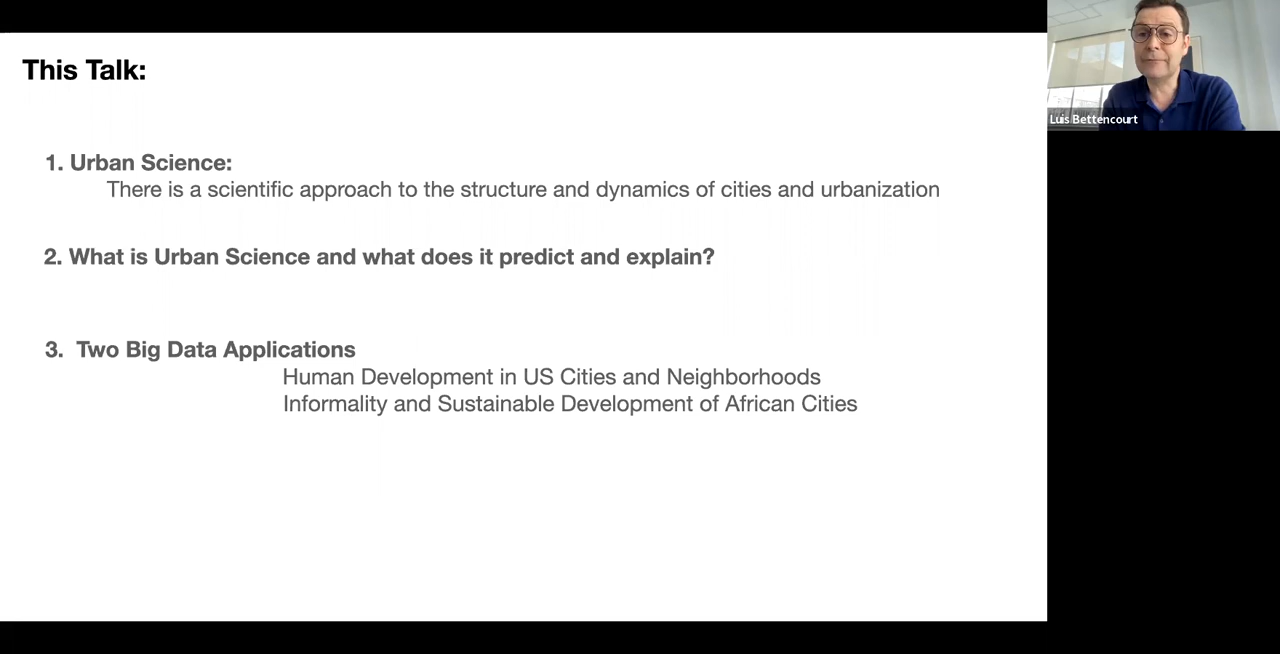 This Talk:
1. Urban Science:
There is a scientific approach to the structure and dynamics of cities and urbanization
2. What is Urban Science and what does it predict and explain?
3. Two Big Data Applications
Human Development in US Cities and Neighborhoods
Informality and Sustainable Development of African Cities
Luis Bettencourt